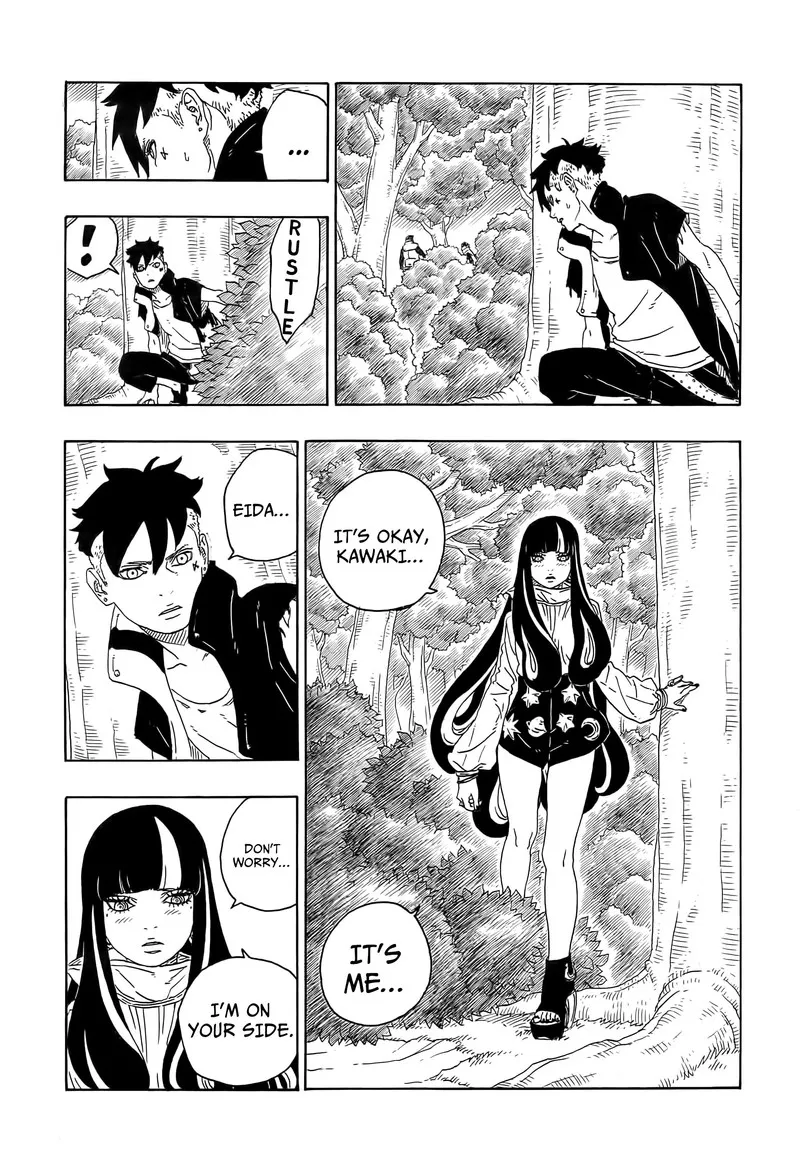 ...
!
RUSTLE
EIDA...
IT'S OKAY,
KAWAKI...
IT'S
ME...
DON'T
WORRY...
I'M ON
YOUR SIDE.